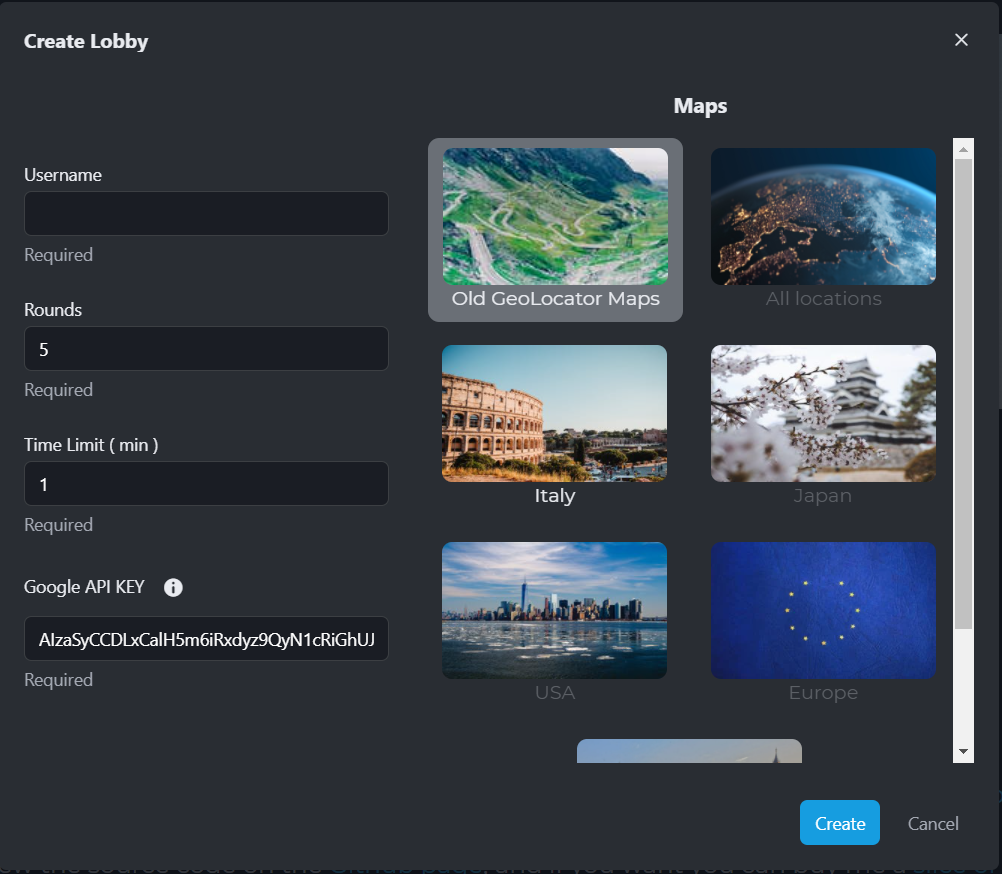 Create Lobby
Maps
Username
Required
Rounds
5
Required
Time Limit ( min )
1
Required
Google API KEY
Required
Old GeoLocator Maps
All locations
Italy
Japan
USA
Europe
Create
Cancel